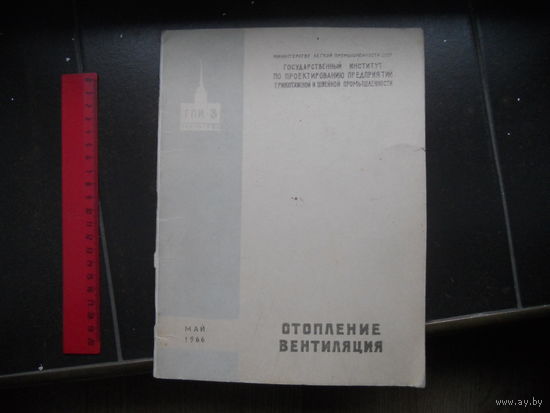 МИНИСТЕРСТВО ЛЕГКОЙ ПРОМЫШЛЕННОСТИ СССР
ГОСУДАРСТВЕННЫЙ ИНСТИТУТ
ПО ПРОЕКТИРОВАНИЮ ПРЕДПРИЯТИЙ
ТРИКОТАЖНОЙ И ШВЕЙНОЙ ПРОМЫШЛЕННОСТИ
ГПИ 3
МАЙ
1966
ОТОПЛЕНИЕ
ВЕНТИЛЯЦИЯ
www.ay.by